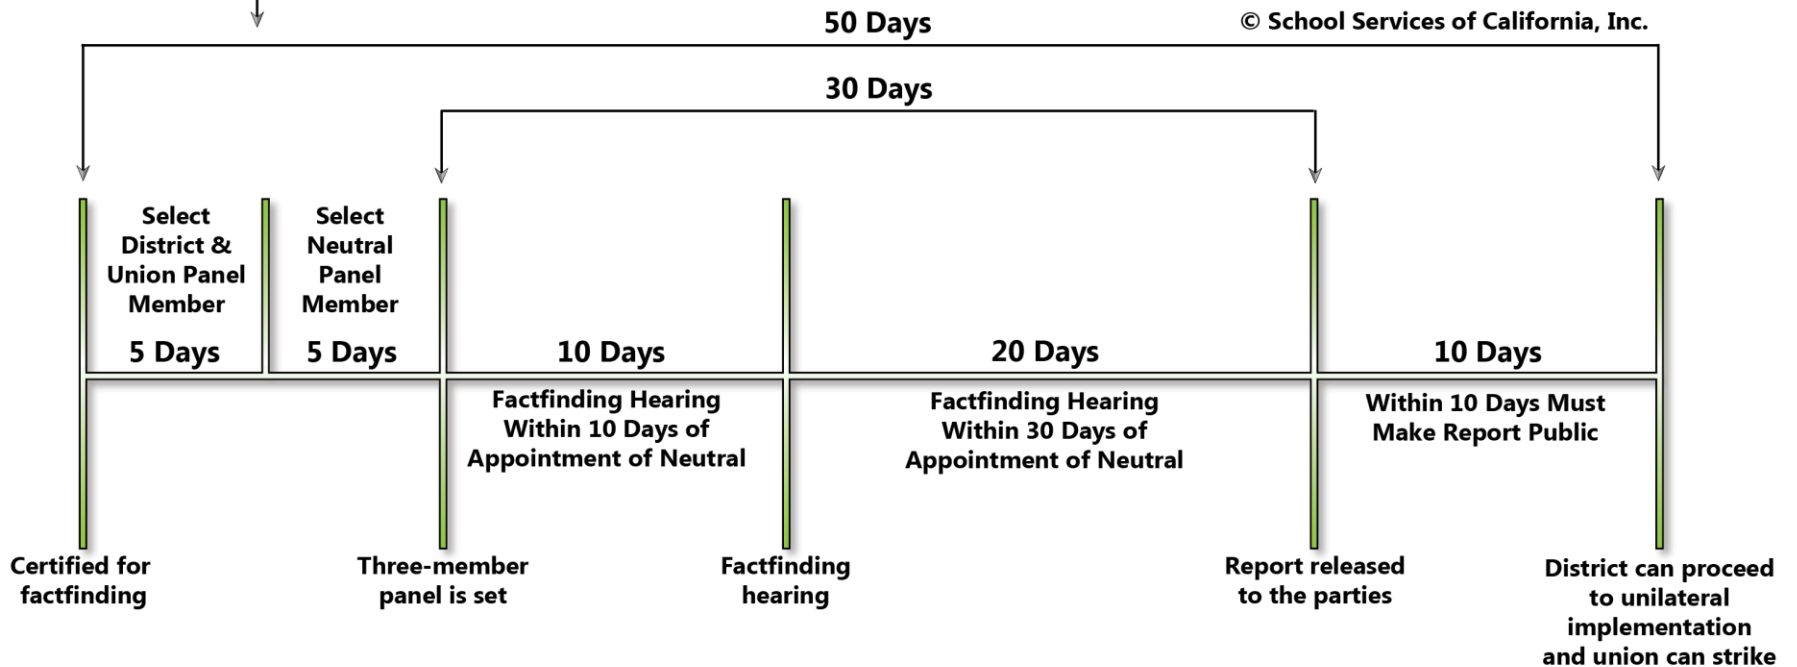 50 Days
© School Services of California, Inc.
30 Days
Select
District &
Union Panel
Member
Select
Neutral
Panel
Member
5 Days
5 Days
10 Days
20 Days
10 Days
Factfinding Hearing
Within 10 Days of
Appointment of Neutral
Factfinding Hearing
Within 30 Days of
Appointment of Neutral
Within 10 Days Must
Make Report Public
Certified for
factfinding
Three-member
panel is set
Factfinding
hearing
Report released
to the parties
District can proceed
to unilateral
implementation
and union can strike